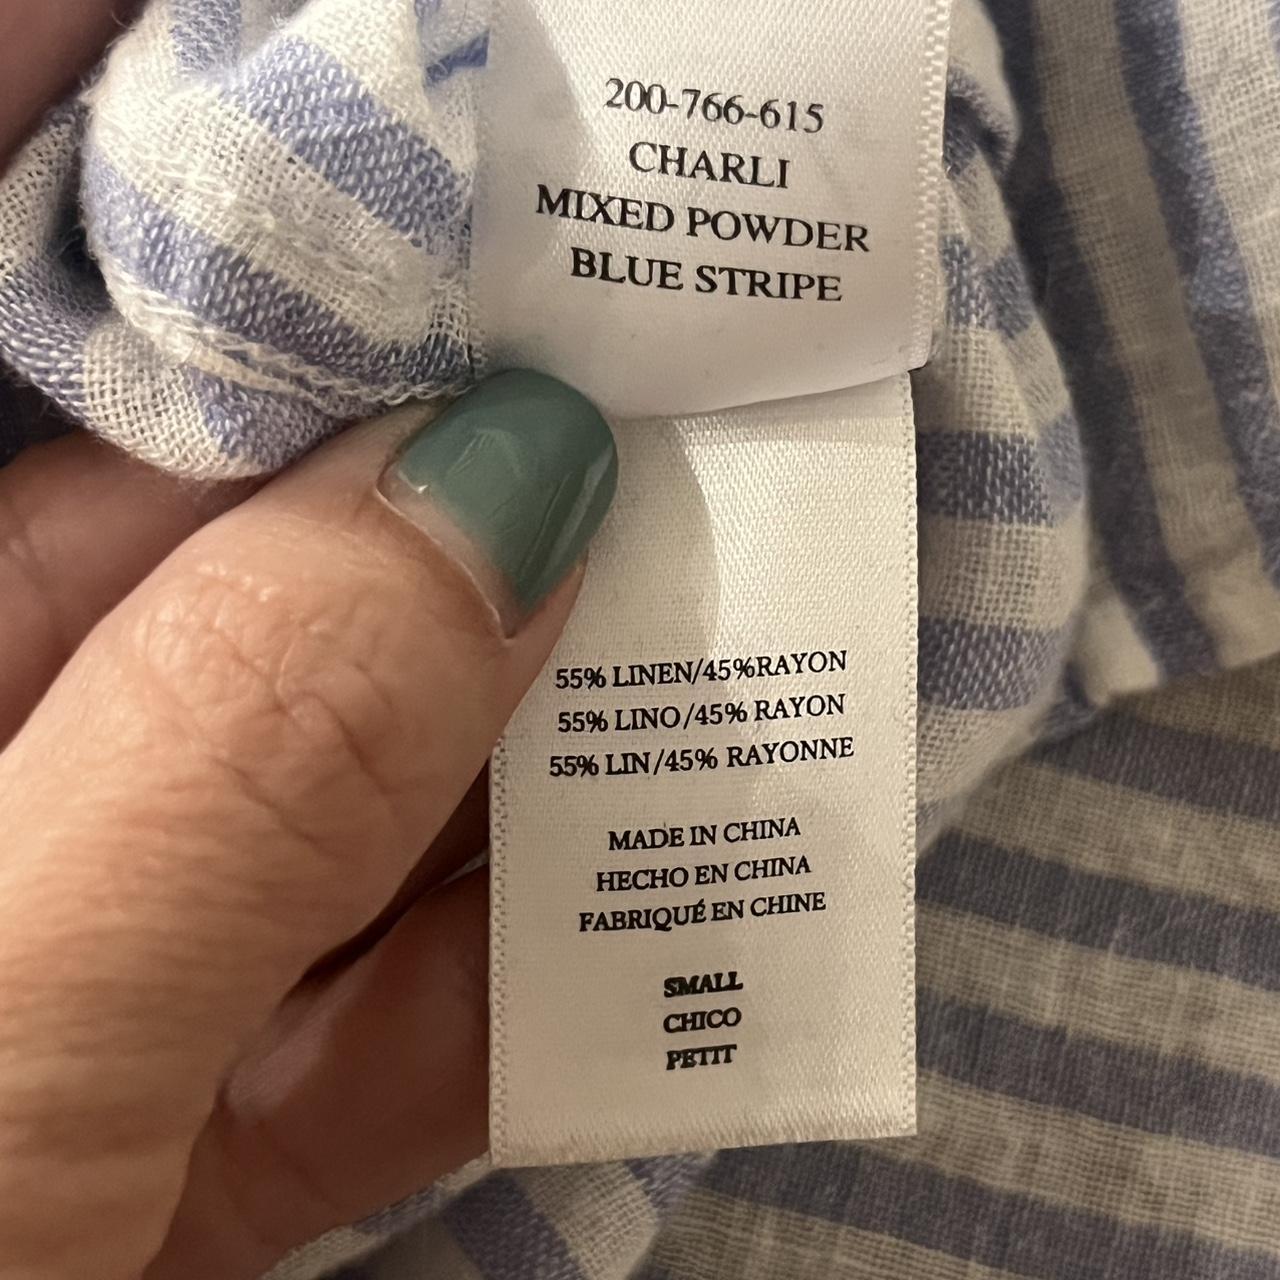 200-766-615
CHARLI
MIXED POWDER
BLUE STRIPE
55% LINEN/45%RAYON
55% LINO/45% RAYON
55% LIN/45% RAYONNE
MADE IN CHINA
HECHO EN CHINA
FABRIQUÉ EN CHINE
SMALL
CHICO
PETIT